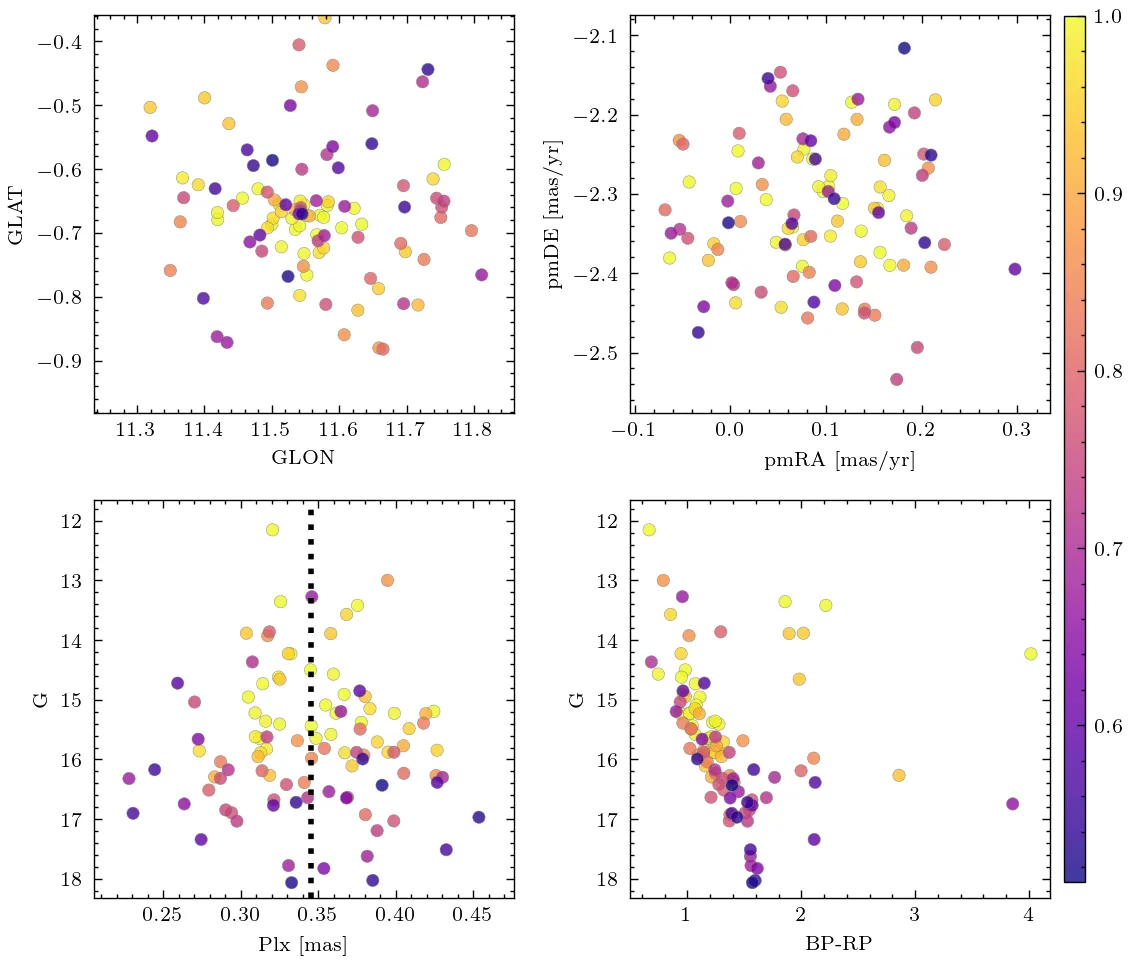 −0.4
−0.5
−0.6
−0.7
−0.8
−0.9
GLAT
11.3 11.4 11.5 11.6 11.7 11.8
GLON
−2.1
−2.2
−2.3
−2.4
−2.5
pmDE [mas/yr]
−0.1 0.0 0.1 0.2 0.3
pmRA [mas/yr]
1.0
0.9
0.8
0.7
0.6
12
13
14
15
16
17
18
G
0.25 0.30 0.35 0.40 0.45
Plx [mas]
12
13
14
15
16
17
18
G
1 2 3 4
BP-RP